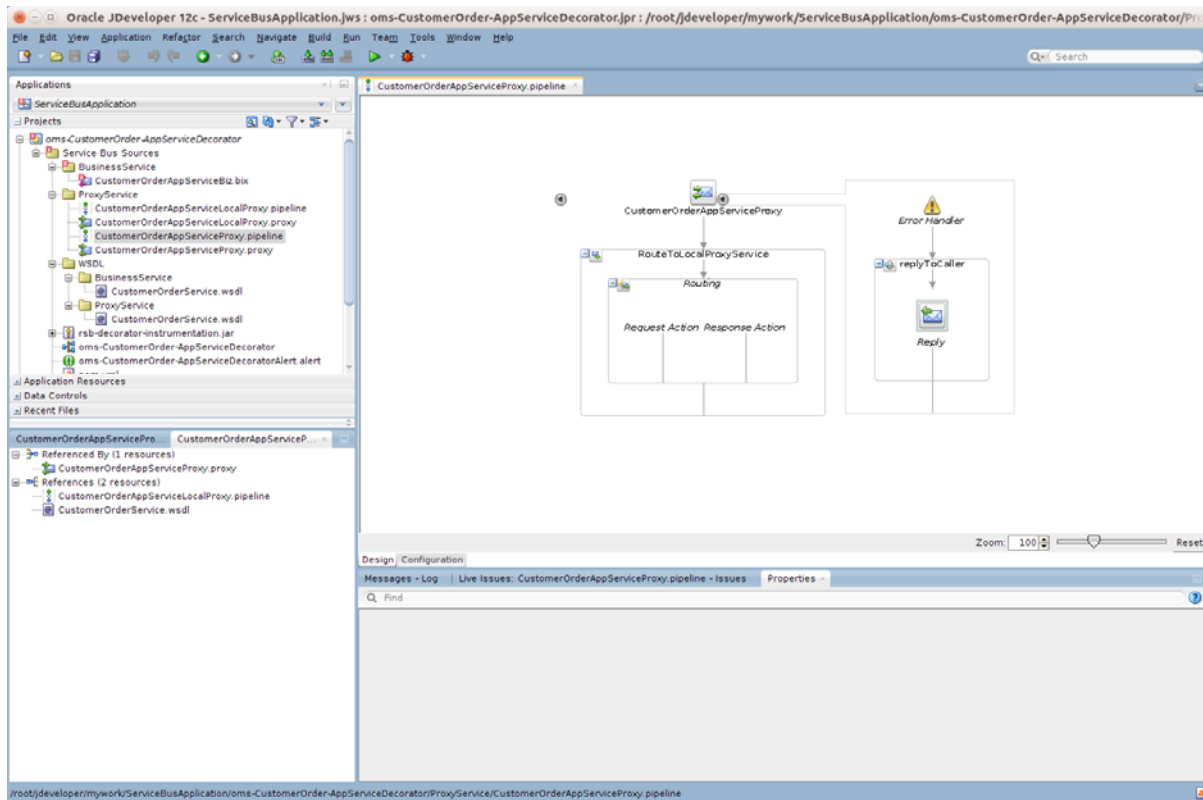 Oracle JDeveloper 12c - ServiceBusApplication.jws : oms-CustomerOrder-AppServiceDecorator.jpr : /root/jdeveloper/mywork/ServiceBusApplication/oms-CustomerOrder-AppServiceDecorator/Pro
File Edit View Application Refactor Search Navigate Build Run Team Tools Window Help
Search
Applications
ServiceBusApplication
Projects
oms-CustomerOrder-AppServiceDecorator
Service Bus Sources
BusinessService
CustomerOrderAppServiceBiz.bix
ProxyService
CustomerOrderAppServiceLocalProxy.pipeline
CustomerOrderAppServiceLocalProxy.proxy
CustomerOrderAppServiceProxy.pipeline
CustomerOrderAppServiceProxy.proxy
WSDL
BusinessService
CustomerOrderService.wsdl
ProxyService
CustomerOrderService.wsdl
rsb-decorator-instrumentation.jar
oms-CustomerOrder-AppServiceDecorator
oms-CustomerOrder-AppServiceDecoratorAlert.alert
Application Resources
Data Controls
Recent Files
CustomerOrderAppServicePro... CustomerOrderAppServiceP...
Referenced By (1 resources)
CustomerOrderAppServiceProxy.proxy
References (2 resources)
CustomerOrderAppServiceLocalProxy.pipeline
CustomerOrderService.wsdl
CustomerOrderAppServiceProxy.pipeline
CustomerOrderAppServiceProxy
RouteToLocalProxyService
Routing
Request Action Response Action
Error Handler
replyToCaller
Reply
Zoom: 100 Reset
Design Configuration
Messages - Log Live Issues: CustomerOrderAppServiceProxy.pipeline - Issues Properties
Find
/root/jdeveloper/mywork/ServiceBusApplication/oms-CustomerOrder-AppServiceDecorator/ProxyService/CustomerOrderAppServiceProxy.pipeline